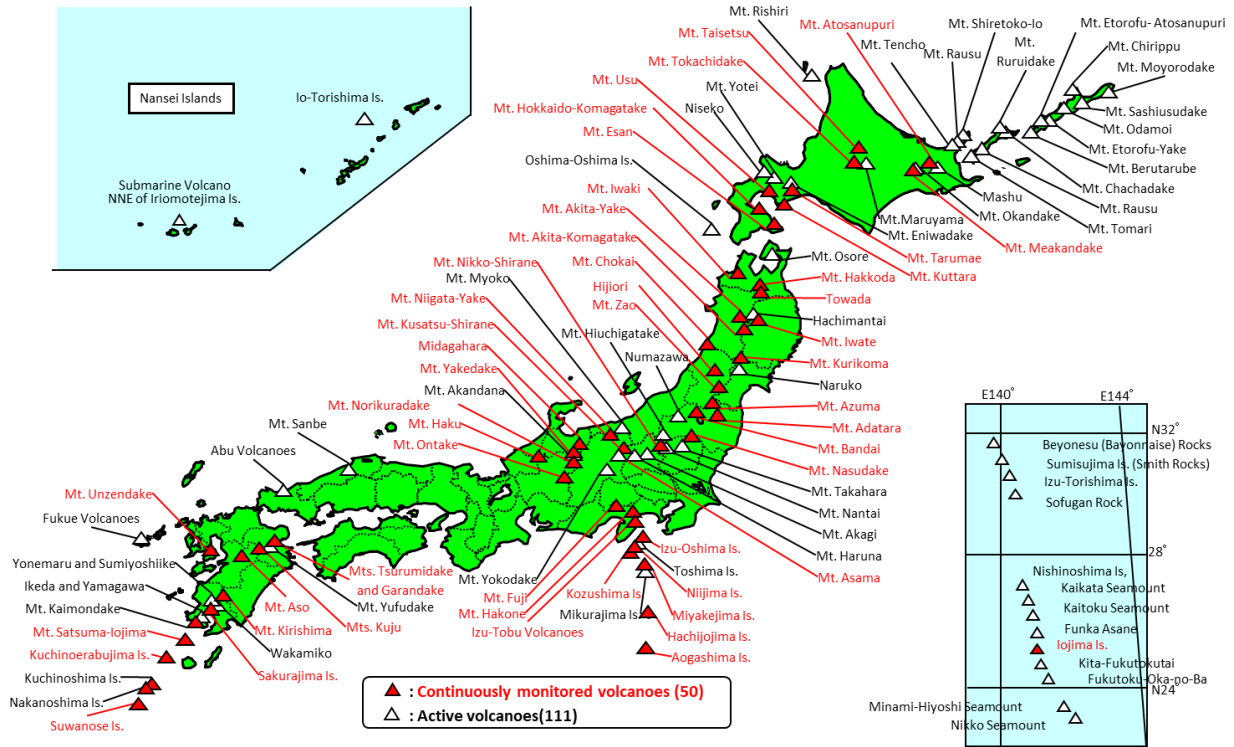 Nansei Islands
Io-Torishima Is.
Submarine Volcano
NNE of Iriomotejima Is.
Mt. Rishiri
Mt. Taisetsu
Mt. Tokachidake
Mt. Usu
Mt. Yotei
Mt. Hokkaido-Komagatake
Niseko
Mt. Esan
Oshima-Oshima Is.
Mt. Iwaki
Mt. Akita-Yake
Mt. Akita-Komagatake
Mt. Nikko-Shirane
Mt. Chokai
Mt. Myoko
Hijiori
Mt. Niigata-Yake
Mt. Zao
Mt. Kusatsu-Shirane
Mt. Hiuchigatake
Midagahara
Numazawa
Mt. Yakedake
Mt. Akandana
Mt. Norikuradake
Mt. Haku
Mt. Ontake
Mt. Sanbe
Abu Volcanoes
Mt. Unzendake
Fukue Volcanoes
Yonemaru and Sumiyoshiike
Ikeda and Yamagawa
Mt. Kaimondake
Mt. Satsuma-Iojima
Kuchinoerabujima Is.
Kuchinoshima Is.
Nakanoshima Is.
Suwanose Is.
Mt. Atosanupuri
Mt. Tencho
Mt. Shiretoko-Io
Mt. Rausu
Mt.
Ruruidake
Mt. Etorofu- Atosanupuri
Mt. Chirippu
Mt. Moyorodake
Mt. Sashiusudake
Mt. Odamoi
Mt. Etorofu-Yake
Mt. Berutarube
Mt. Chachadake
Mt. Rausu
Mt. Tomari
Mashu
Mt. Okandake
Mt. Meakandake
Mt.Maruyama
Mt. Eniwadake
Mt. Tarumae
Mt. Kuttara
Mt. Osore
Mt. Hakkoda
Towada
Hachimantai
Mt. Iwate
Mt. Kurikoma
Naruko
Mt. Azuma
Mt. Adatara
Mt. Bandai
Mt. Nasudake
Mt. Takahara
Mt. Nantai
Mt. Akagi
Mt. Haruna
Mt. Asama
Mt. Yokodake
Mt. Fuji
Mt. Hakone
Izu-Tobu Volcanoes
Izu-Oshima Is.
Toshima Is.
Kozushima Is.
Niijima Is.
Mikurajima Is.
Miyakejima Is.
Hachijojima Is.
Aogashima Is.
Mts. Tsurumidake
and Garandake
Mt. Yufudake
Mts. Kuju
Mt. Aso
Mt. Kirishima
Wakamiko
Sakurajima Is.
: Continuously monitored volcanoes (50)
: Active volcanoes(111)
E140°
E144°
N32°
Beyonesu (Bayonnaise) Rocks
Sumisujima Is. (Smith Rocks)
Izu-Torishima Is.
Sofugan Rock
28°
Nishinoshima Is,
Kaikata Seamount
Kaitoku Seamount
Funka Asane
Iojima Is.
Kita-Fukutokutai
Fukutoku-Oka-no-Ba
N24°
Minami-Hiyoshi Seamount
Nikko Seamount